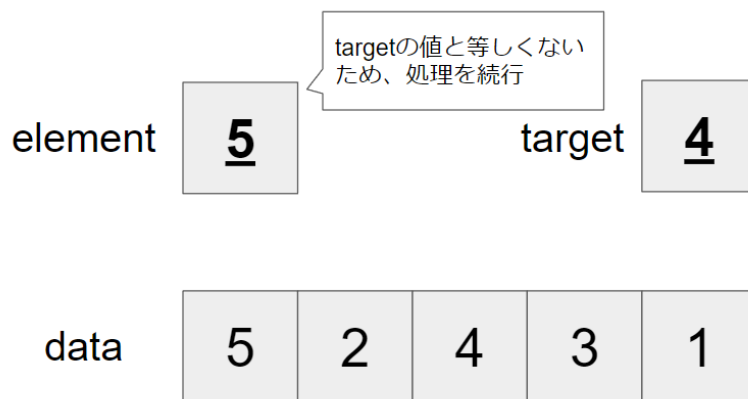 targetの値と等しくない
ため、処理を続行
element 5 target 4
data 5 2 4 3 1